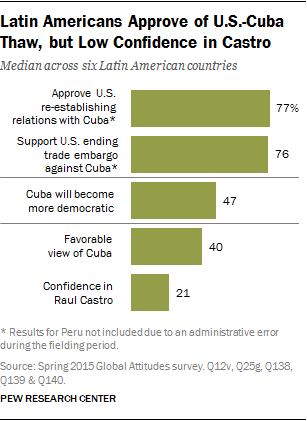 Latin Americans Approve of U.S.-Cuba
Thaw, but Low Confidence in Castro
Median across six Latin American countries
Approve U.S.
re-establishing
relations with Cuba*
77%
Support U.S. ending
trade embargo
against Cuba*
76
Cuba will become
more democratic
47
Favorable
view of Cuba
40
Confidence in
Raul Castro
21
* Results for Peru not included due to an administrative error
during the fielding period.
Source: Spring 2015 Global Attitudes survey. Q12v, Q25g, Q138,
Q139 & Q140.
PEW RESEARCH CENTER